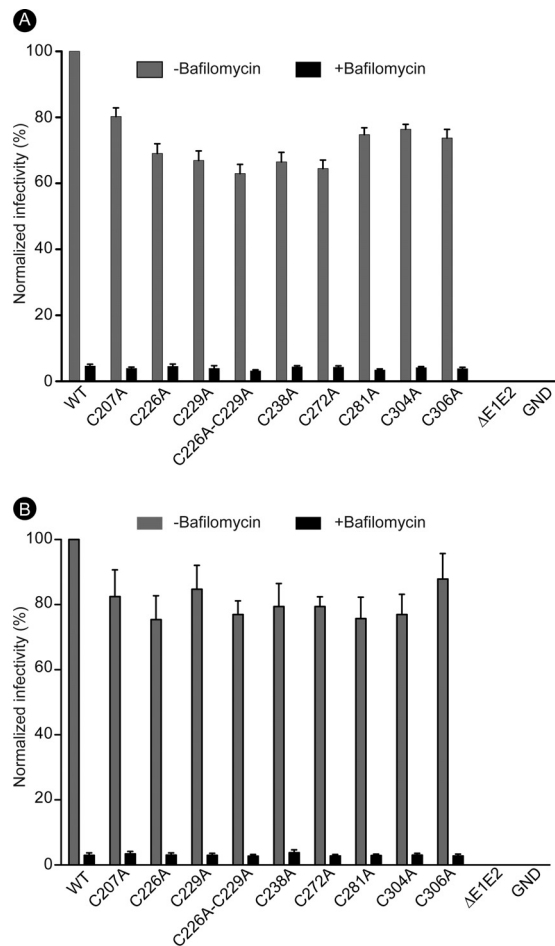 A
-Bafilomycin
+Bafilomycin
Normalized infectivity (%)
100
80
60
40
20
0
WT
C207A
C226A
C229A
C226A-C229A
C238A
C272A
C281A
C304A
C306A
ΔE1E2
GND
B
-Bafilomycin
+Bafilomycin
Normalized infectivity (%)
100
80
60
40
20
0
WT
C207A
C226A
C229A
C226A-C229A
C238A
C272A
C281A
C304A
C306A
ΔE1E2
GND